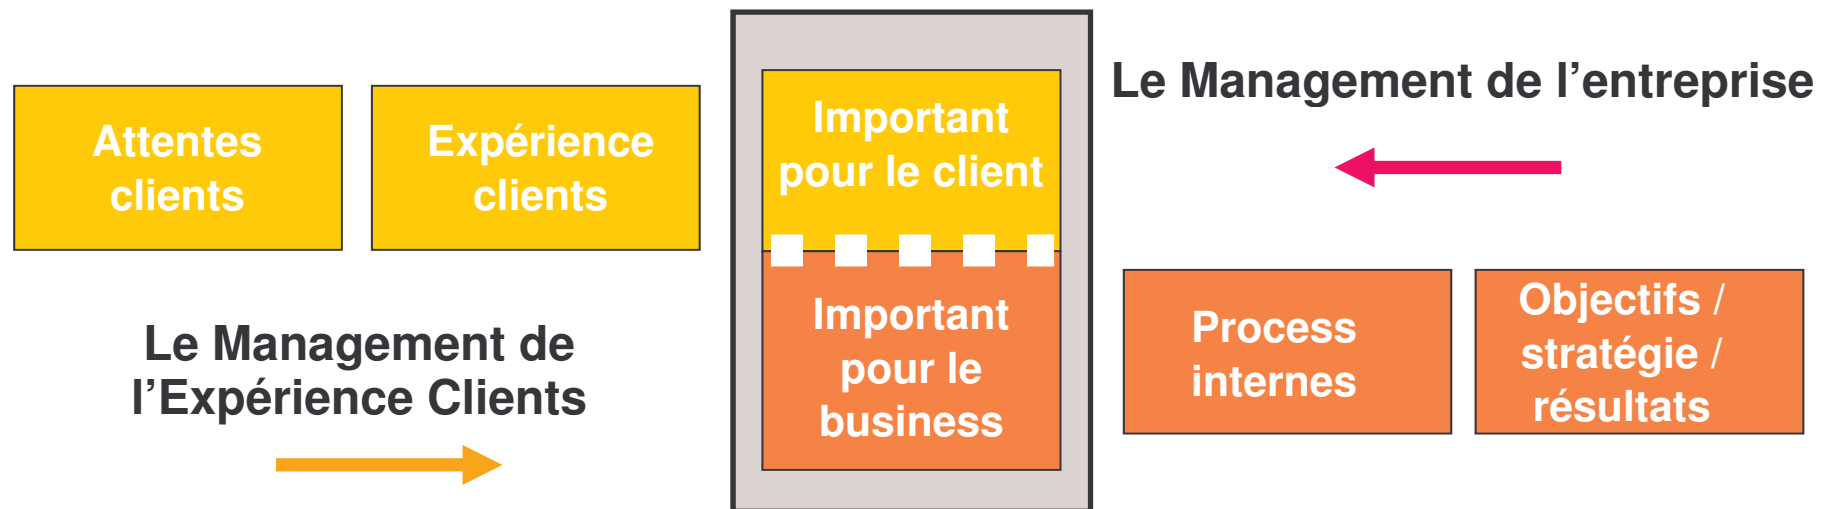 Attentes
clients
Expérience
clients
Le Management de
l’Expérience Clients
Important
pour le client
Important
pour le
business
Le Management de l’entreprise
Process
internes
Objectifs /
stratégie /
résultats